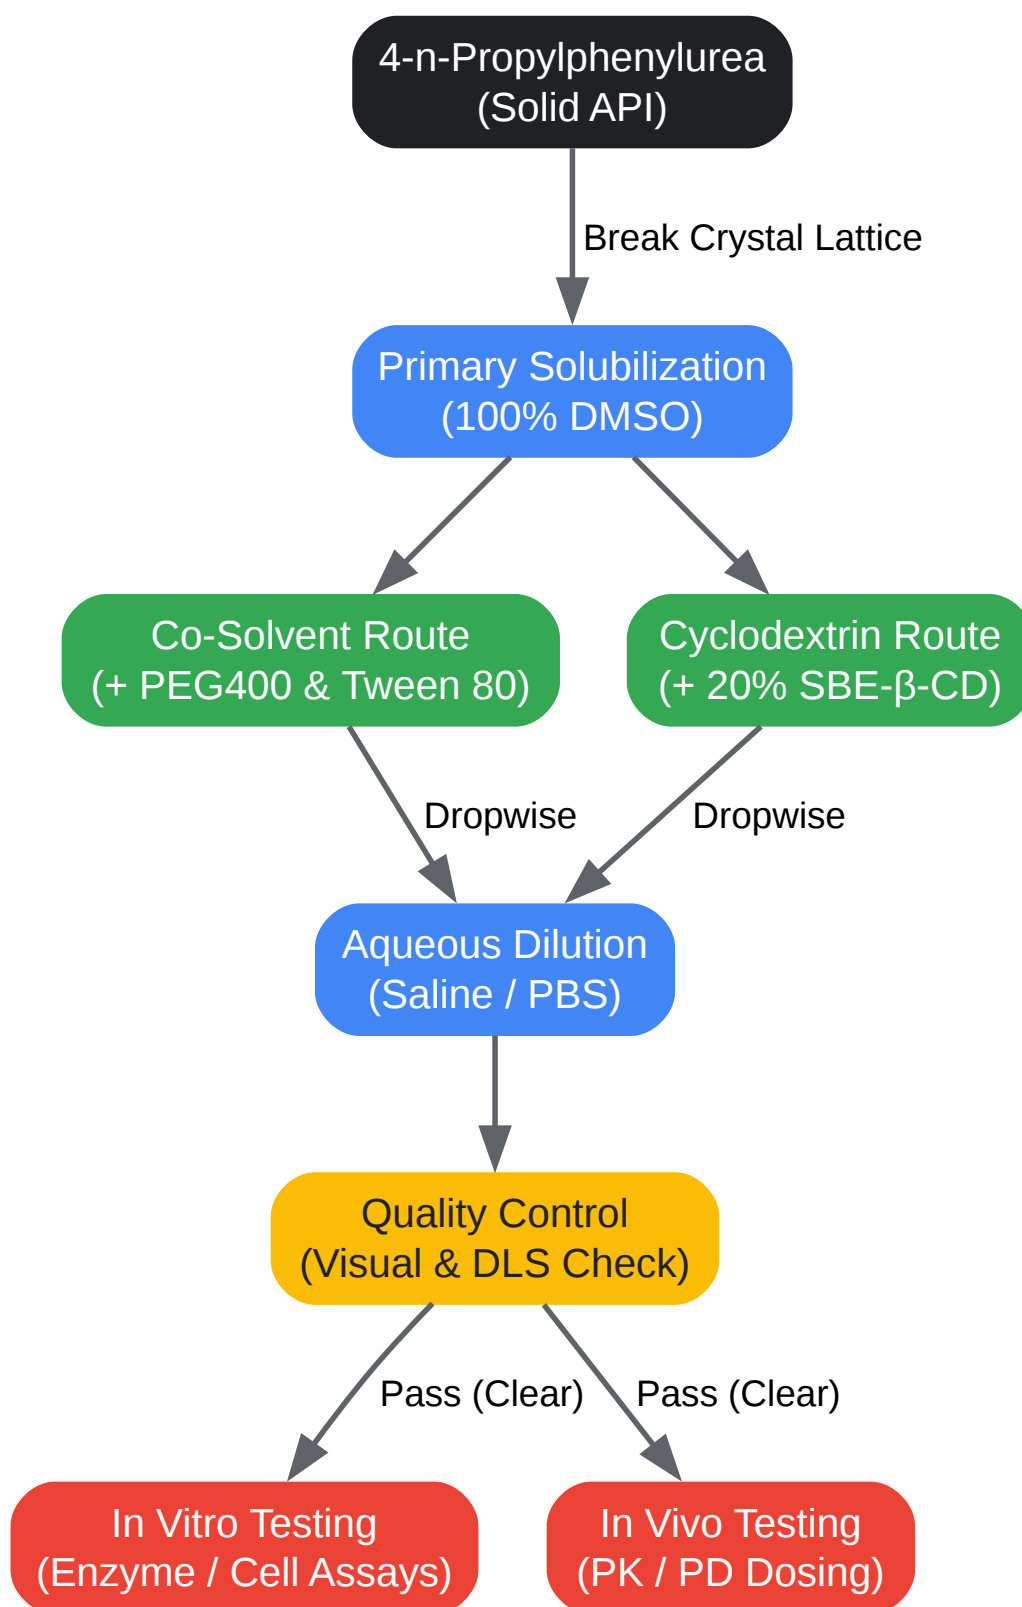 4-n-Propylphenylurea
(Solid API)
Break Crystal Lattice
Primary Solubilization
(100% DMSO)
Co-Solvent Route
(+ PEG400 & Tween 80)
Cyclodextrin Route
(+ 20% SBE-β-CD)
Dropwise
Dropwise
Aqueous Dilution
(Saline / PBS)
Quality Control
(Visual & DLS Check)
Pass (Clear)
Pass (Clear)
In Vitro Testing
(Enzyme / Cell Assays)
In Vivo Testing
(PK / PD Dosing)